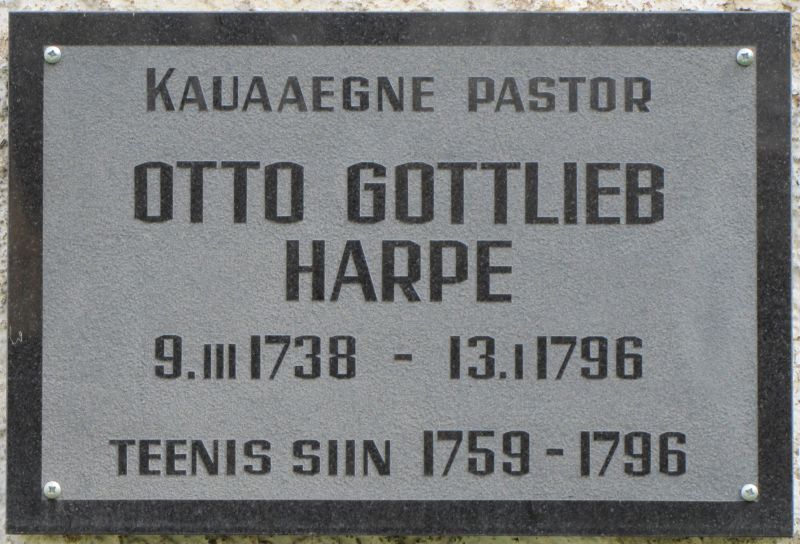 KAUAAEGNE PASTOR
OTTO GOTTLIEB
HARPE
9.III 1738 - 13.I 1796
TEENIS SIIN 1759 - 1796